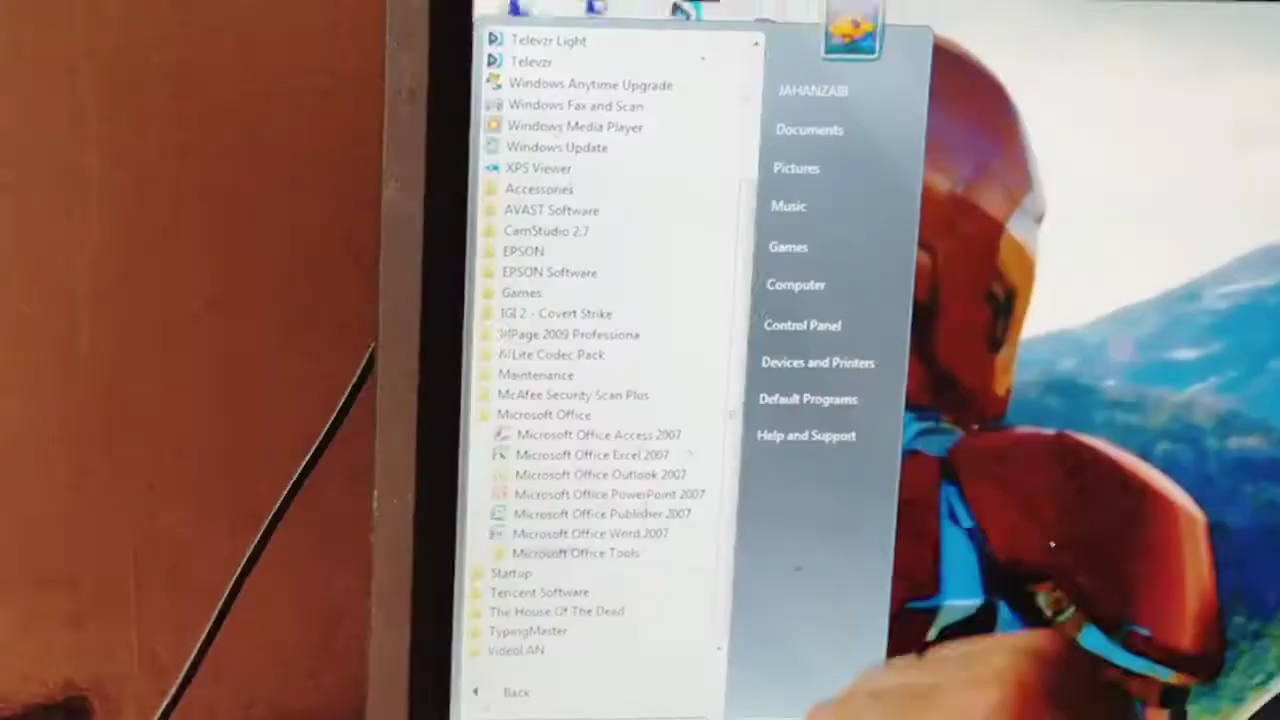 Televzr Light
Televzr
Windows Anytime Upgrade
Windows Fax and Scan
Windows Media Player
Windows Update
XPS Viewer
Accessories
AVAST Software
CamStudio 2.7
EPSON
EPSON Software
Games
IGI 2 - Covert Strike
InPage 2009 Professiona
K-Lite Codec Pack
Maintenance
McAfee Security Scan Plus
Microsoft Office
Microsoft Office Access 2007
Microsoft Office Excel 2007
Microsoft Office Outlook 2007
Microsoft Office PowerPoint 2007
Microsoft Office Publisher 2007
Microsoft Office Word 2007
Microsoft Office Tools
Startup
Tencent Software
The House Of The Dead
TypingMaster
VideoLAN
Back
JAHANZAIB
Documents
Pictures
Music
Games
Computer
Control Panel
Devices and Printers
Default Programs
Help and Support